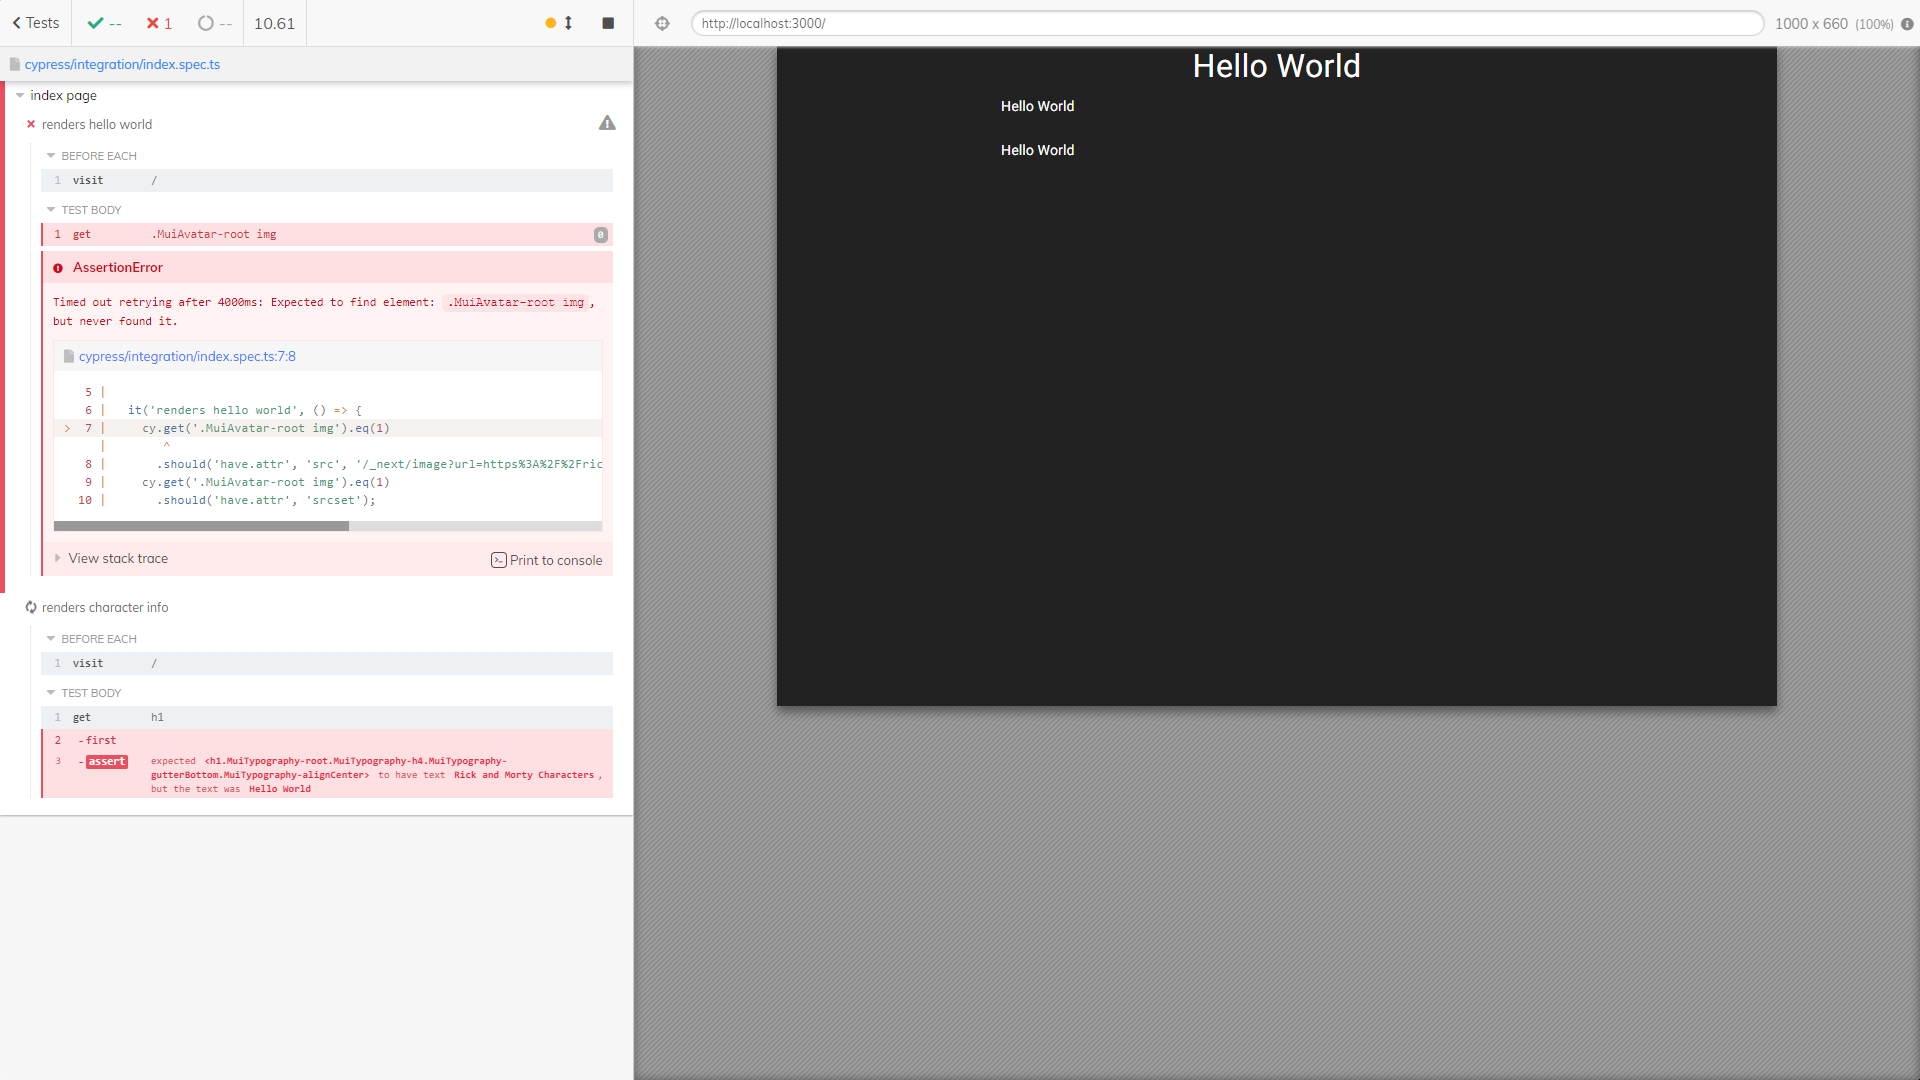 Tests
--
1
--
10.61
http://localhost:3000/
1000 x 660 (100%)
cypress/integration/index.spec.ts
index page
renders hello world
BEFORE EACH
1 visit /
TEST BODY
1 get .MuiAvatar-root img 0
AssertionError
Timed out retrying after 4000ms: Expected to find element: .MuiAvatar-root img,
but never found it.
cypress/integration/index.spec.ts:7:8
5 |
6 | it('renders hello world', () => {
> 7 | cy.get('.MuiAvatar-root img').eq(1)
| ^
8 | .should('have.attr', 'src', '/_next/image?url=https%3A%2F%2Fric
9 | cy.get('.MuiAvatar-root img').eq(1)
10 | .should('have.attr', 'srcset');
View stack trace
Print to console
renders character info
BEFORE EACH
1 visit /
TEST BODY
1 get h1
2 -first
3 -assert expected <h1.MuiTypography-root.MuiTypography-h4.MuiTypography-
gutterBottom.MuiTypography-alignCenter> to have text Rick and Morty Characters,
but the text was Hello World
Hello World
Hello World
Hello World